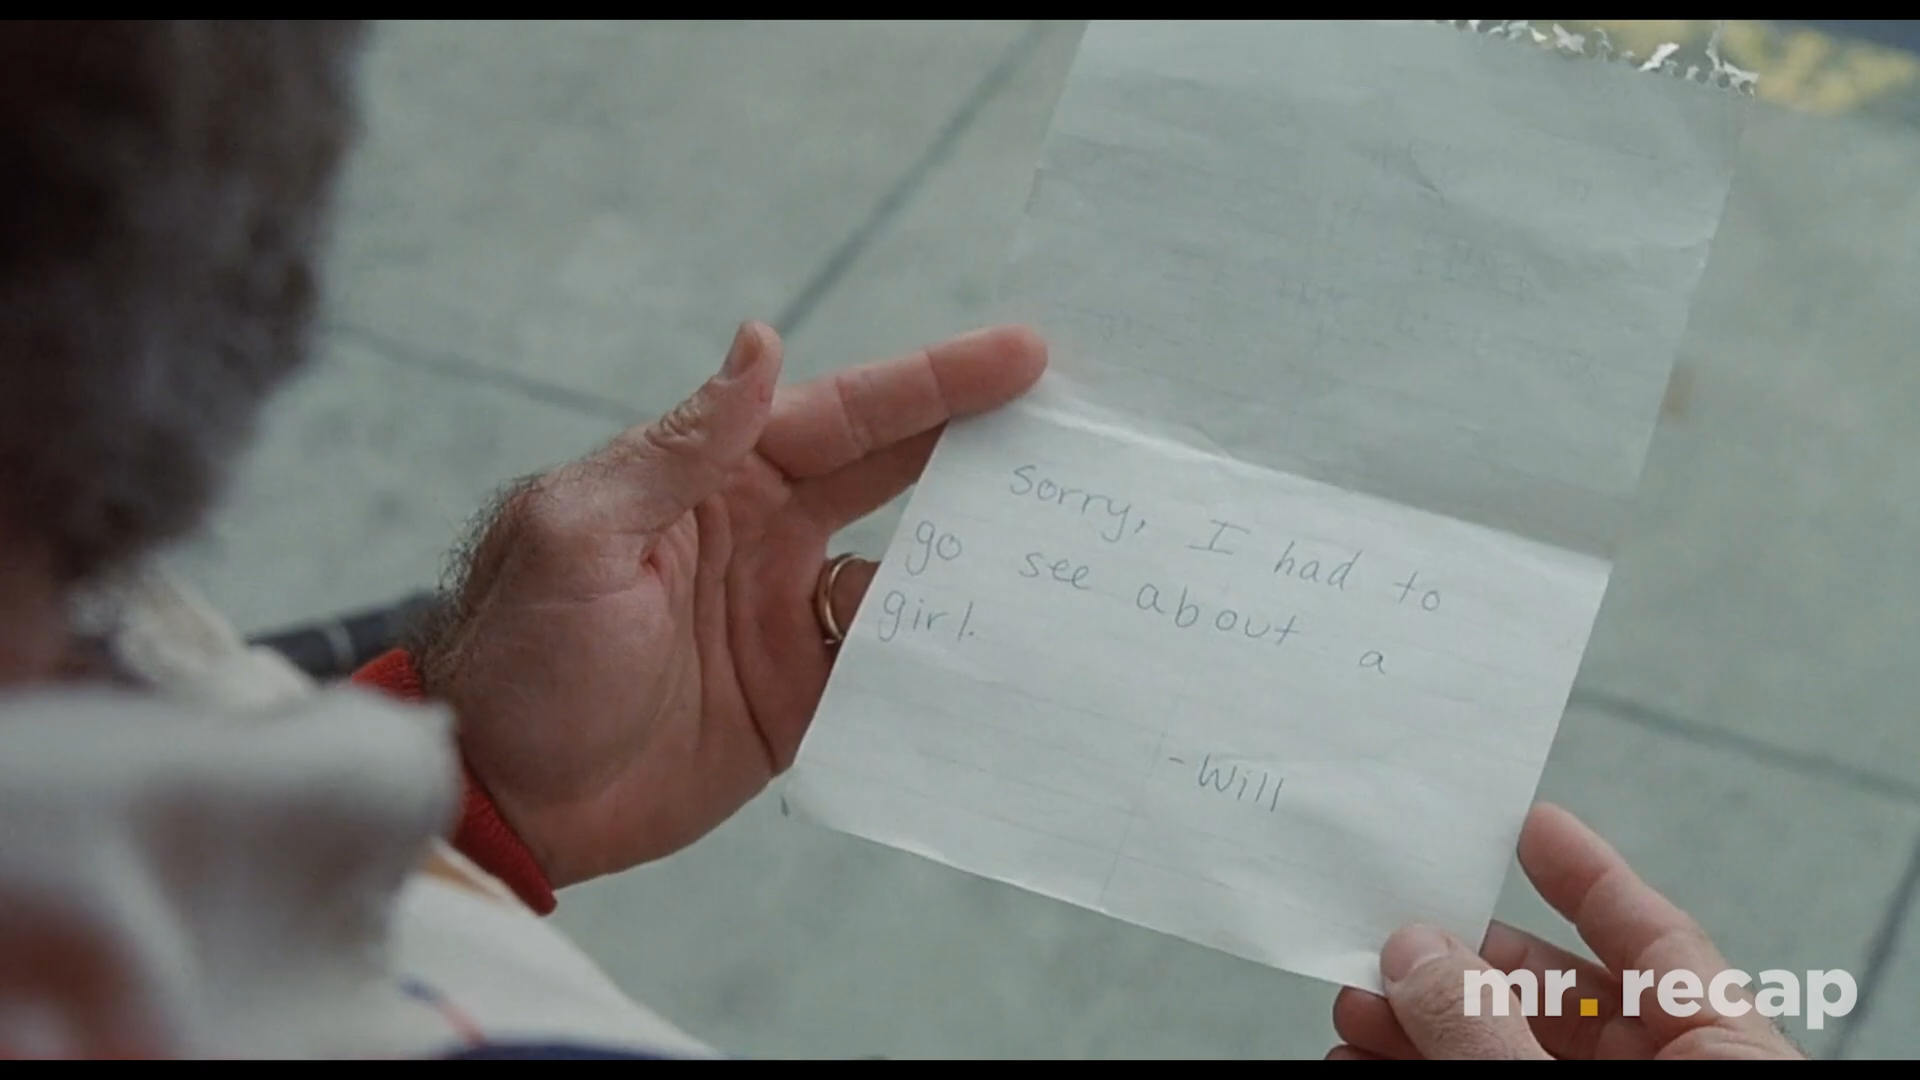 Sorry, I had to
go see about a
girl.
-Will
mr. recap